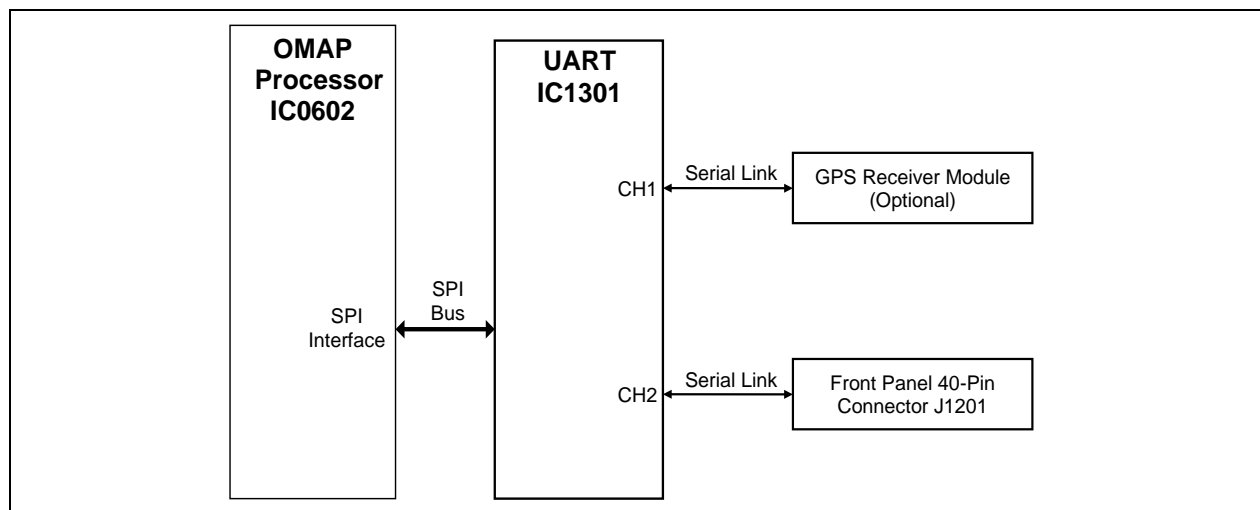 OMAP
Processor
IC0602
UART
IC1301
CH1
Serial Link
GPS Receiver Module
(Optional)
SPI
Interface
SPI
Bus
CH2
Serial Link
Front Panel 40-Pin
Connector J1201